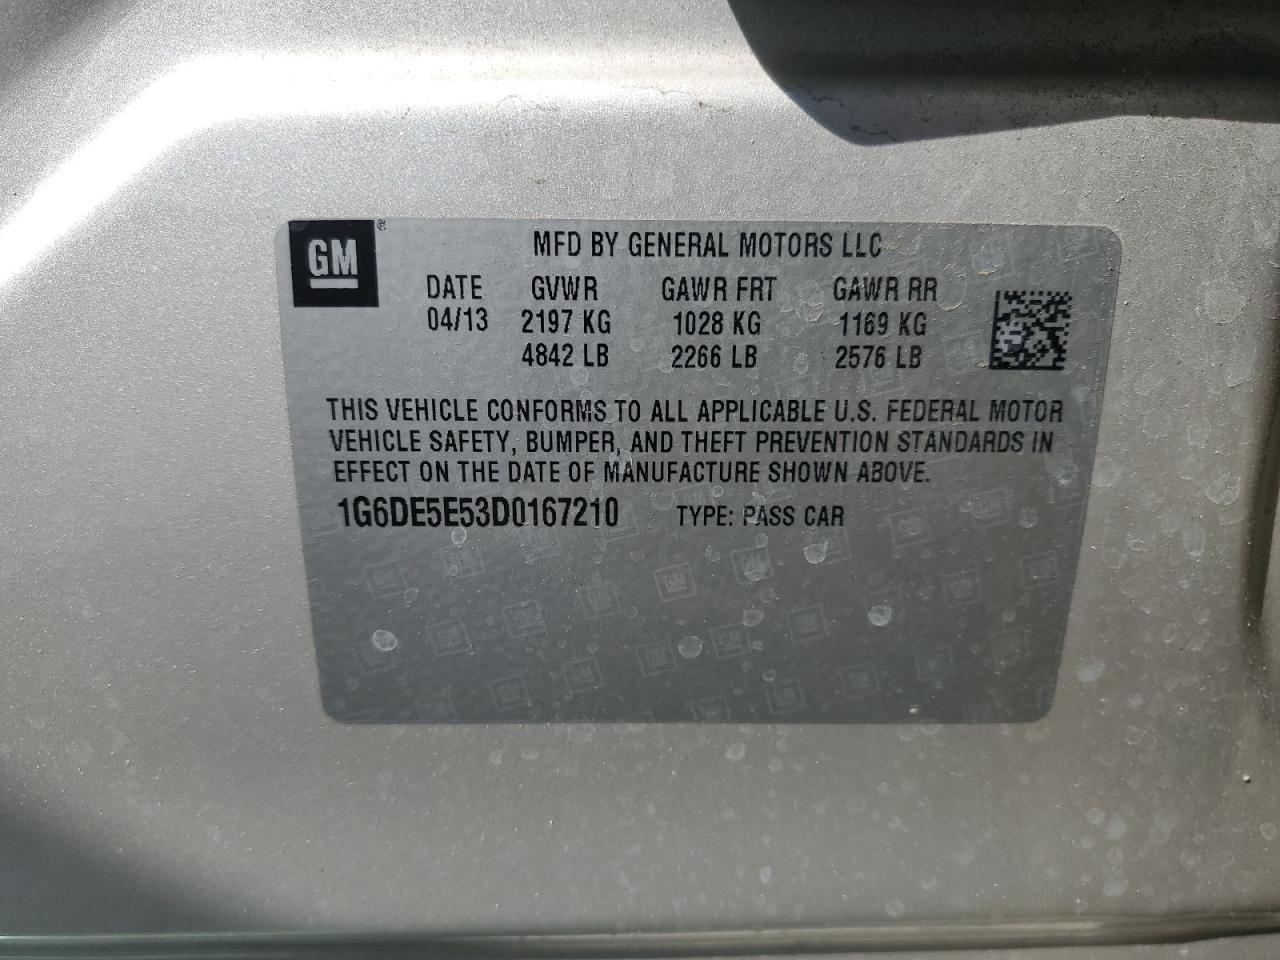 GM ®
MFD BY GENERAL MOTORS LLC
DATE GVWR GAWR FRT GAWR RR
04/13 2197 KG 1028 KG 1169 KG
4842 LB 2266 LB 2576 LB
THIS VEHICLE CONFORMS TO ALL APPLICABLE U.S. FEDERAL MOTOR
VEHICLE SAFETY, BUMPER, AND THEFT PREVENTION STANDARDS IN
EFFECT ON THE DATE OF MANUFACTURE SHOWN ABOVE.
1G6DE5E53D0167210 TYPE: PASS CAR